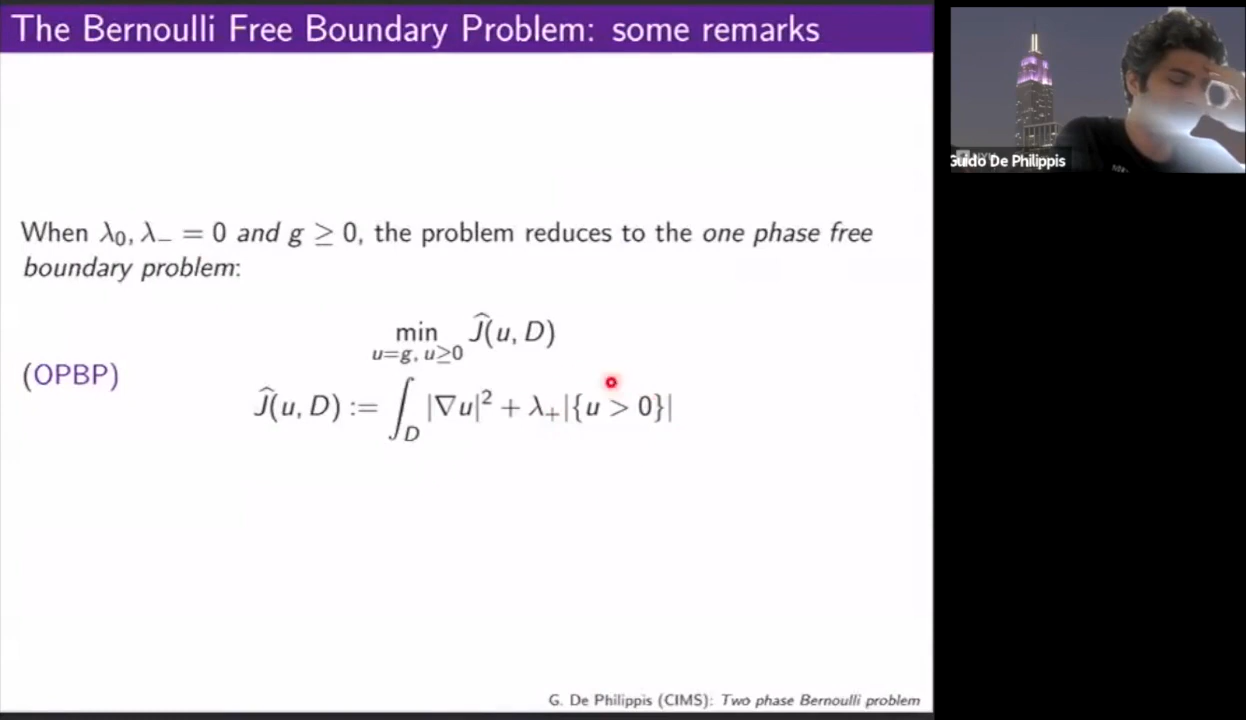 The Bernoulli Free Boundary Problem: some remarks
When λ₀, λ₋ = 0 and g ≥ 0, the problem reduces to the one phase free
boundary problem:
min Ĵ(u, D)
u=g, u≥0
(OPBP)
Ĵ(u, D) := ∫_D |∇u|² + λ₊|{u > 0}|
G. De Philippis (CIMS): Two phase Bernoulli problem
Guido De Philippis